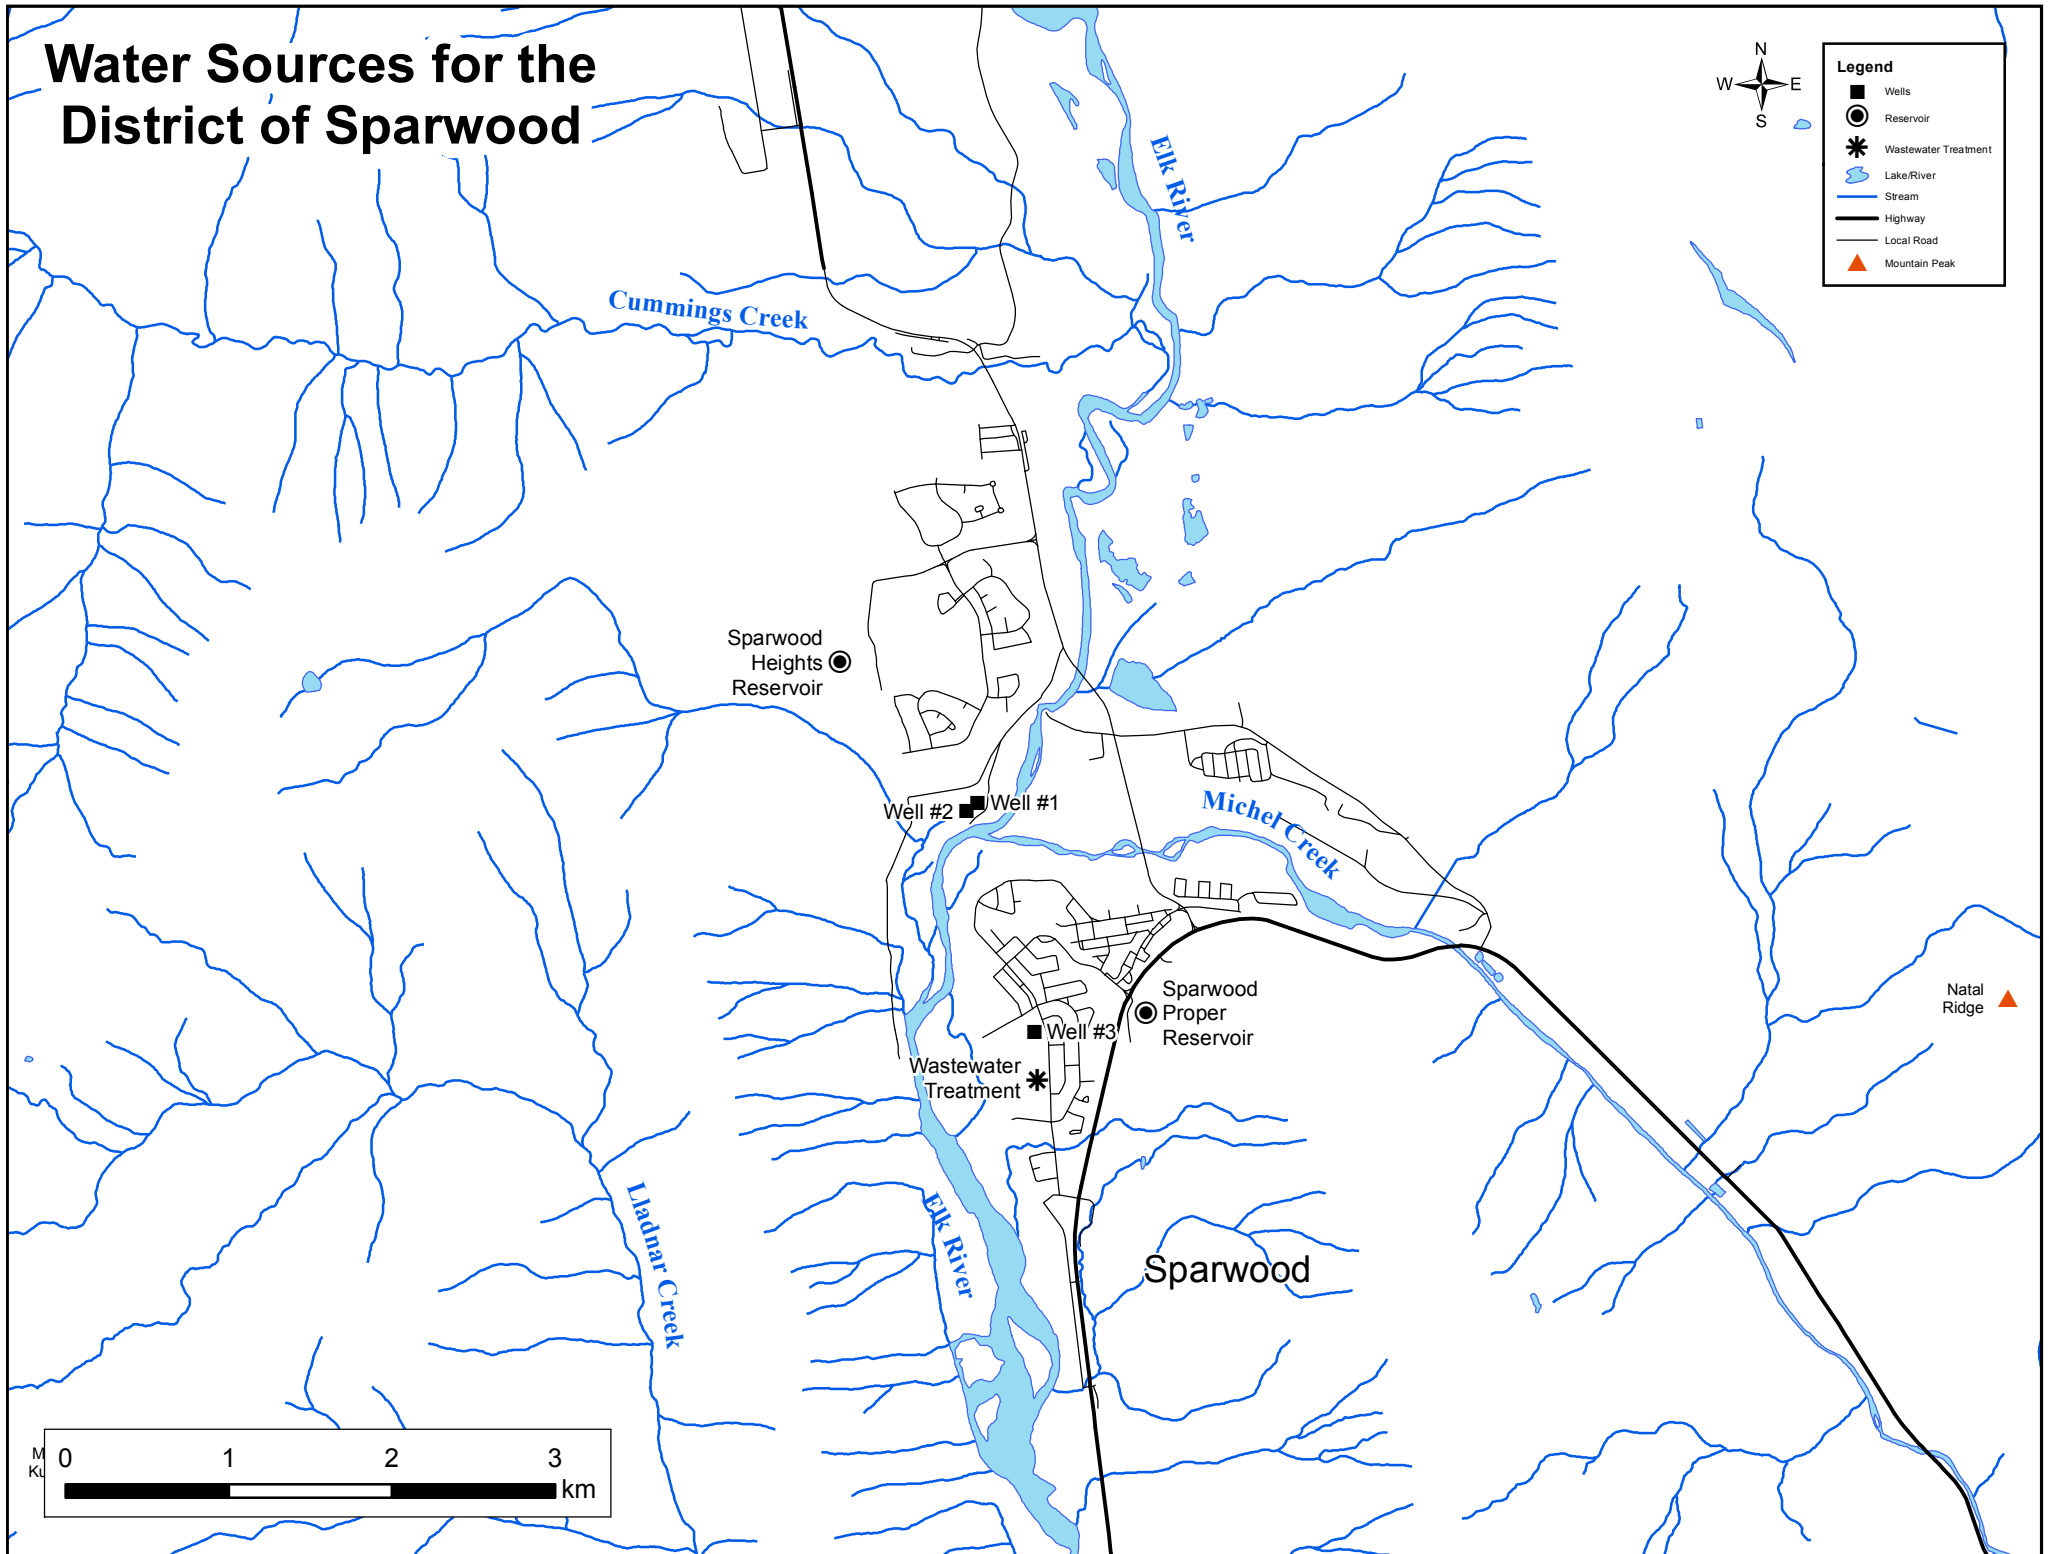 Water Sources for the
District of Sparwood
N
W E
S
Legend
Wells
Reservoir
Wastewater Treatment
Lake/River
Stream
Highway
Local Road
Mountain Peak
Elk River
Cummings Creek
Sparwood
Heights
Reservoir
Well #1
Well #2
Michel Creek
Sparwood
Proper
Reservoir
Natal
Ridge
Well #3
Wastewater
Treatment
Lladnar Creek
Elk River
Sparwood
M
Ku
0 1 2 3
km